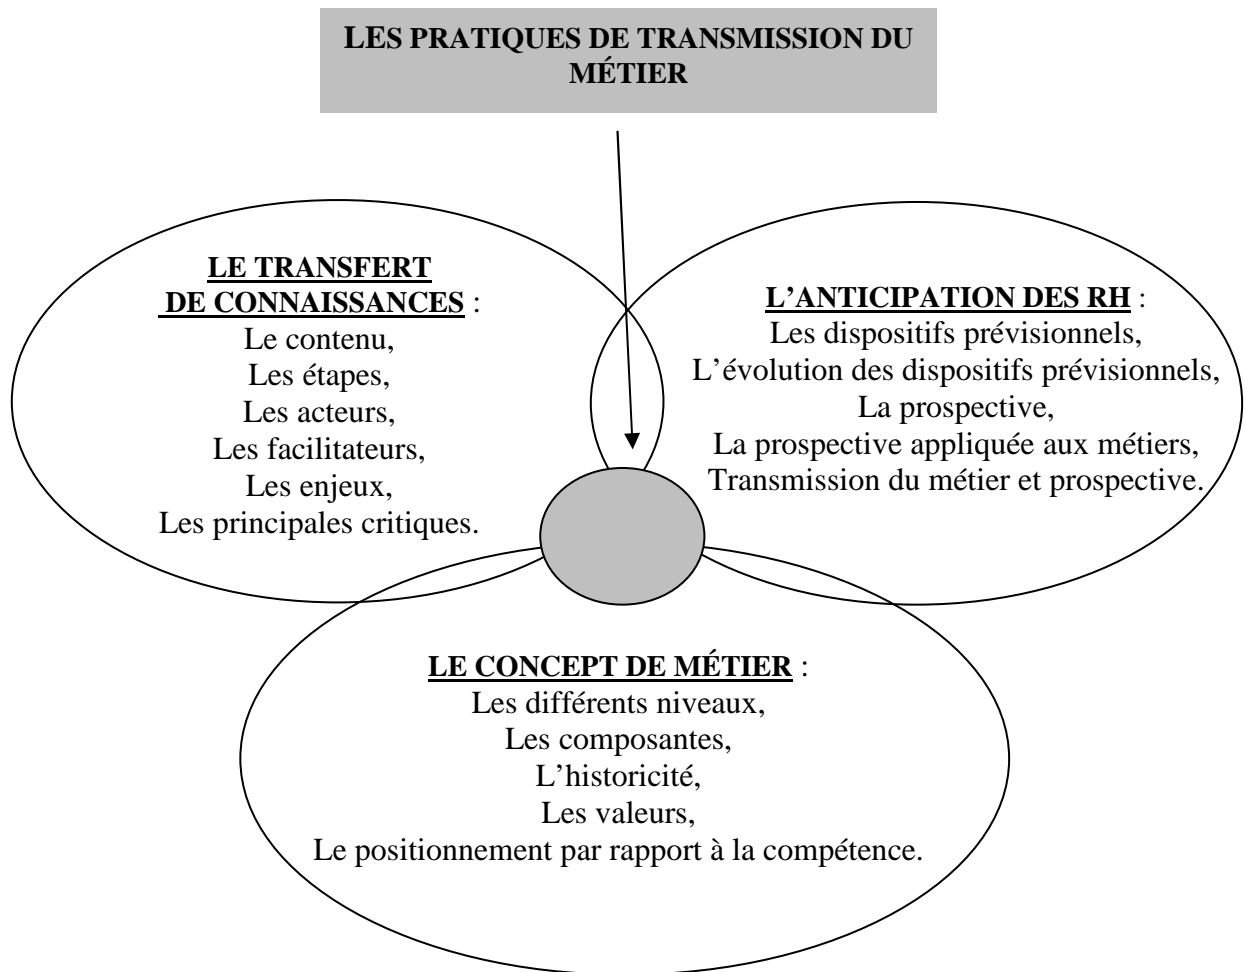 LES PRATIQUES DE TRANSMISSION DU
MÉTIER
LE TRANSFERT
DE CONNAISSANCES :
Le contenu,
Les étapes,
Les acteurs,
Les facilitateurs,
Les enjeux,
Les principales critiques.
L’ANTICIPATION DES RH :
Les dispositifs prévisionnels,
L’évolution des dispositifs prévisionnels,
La prospective,
La prospective appliquée aux métiers,
Transmission du métier et prospective.
LE CONCEPT DE MÉTIER :
Les différents niveaux,
Les composantes,
L’historicité,
Les valeurs,
Le positionnement par rapport à la compétence.